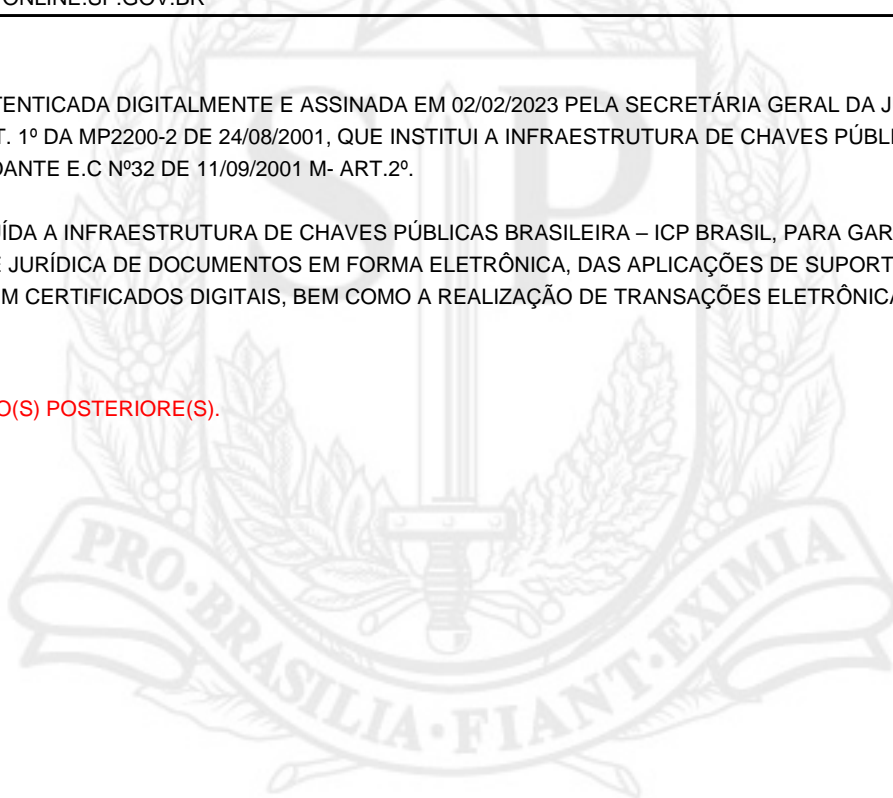 ONLINE.SP.GOV.BR
TENTICADA DIGITALMENTE E ASSINADA EM 02/02/2023 PELA SECRETÁRIA GERAL DA J
T. 1º DA MP2200-2 DE 24/08/2001, QUE INSTITUI A INFRAESTRUTURA DE CHAVES PÚBL
DANTE E.C Nº32 DE 11/09/2001 M- ART.2º.
ÍDA A INFRAESTRUTURA DE CHAVES PÚBLICAS BRASILEIRA – ICP BRASIL, PARA GAR
E JURÍDICA DE DOCUMENTOS EM FORMA ELETRÔNICA, DAS APLICAÇÕES DE SUPORT
M CERTIFICADOS DIGITAIS, BEM COMO A REALIZAÇÃO DE TRANSAÇÕES ELETRÔNICA
O(S) POSTERIORE(S).
SP
PRO·BRASILIA·FIANT·EXIMIA